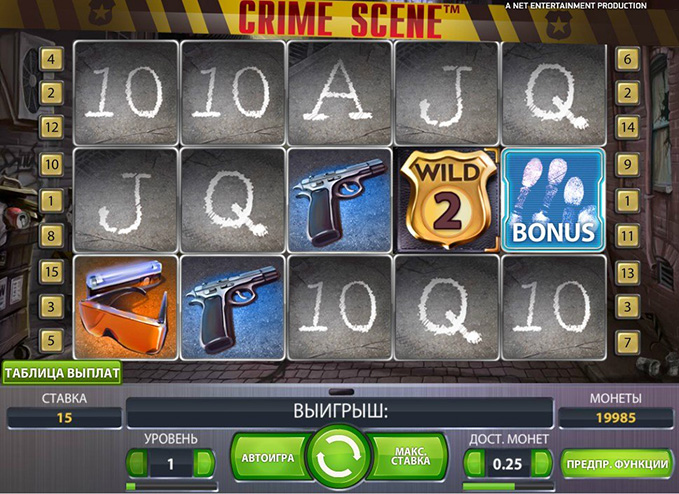 CRIME SCENE™
A NET ENTERTAINMENT PRODUCTION
4 10 10 A J Q 6
2 2
12 14
10 J Q WILD 9
1 2 1
8 BONUS 11
15 10 Q 10 13
3 3
5 7
ТАБЛИЦА ВЫПЛАТ
СТАВКА ВЫИГРЫШ: МОНЕТЫ
15 19985
УРОВЕНЬ АВТОИГРА МАКС. СТАВКА ДОСТ. МОНЕТ
1 0.25 ПРЕДПР. ФУНКЦИИ